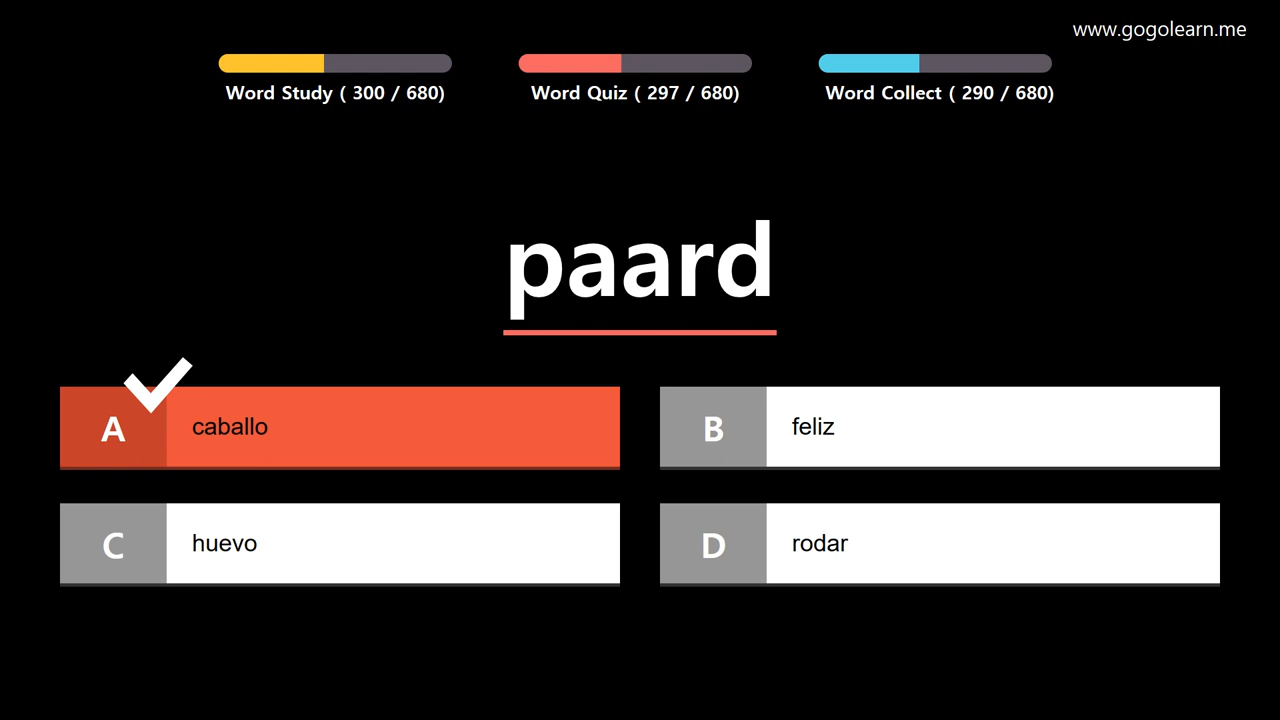 www.gogolearn.me
Word Study ( 300 / 680)
Word Quiz ( 297 / 680)
Word Collect ( 290 / 680)
paard
A caballo
B feliz
C huevo
D rodar